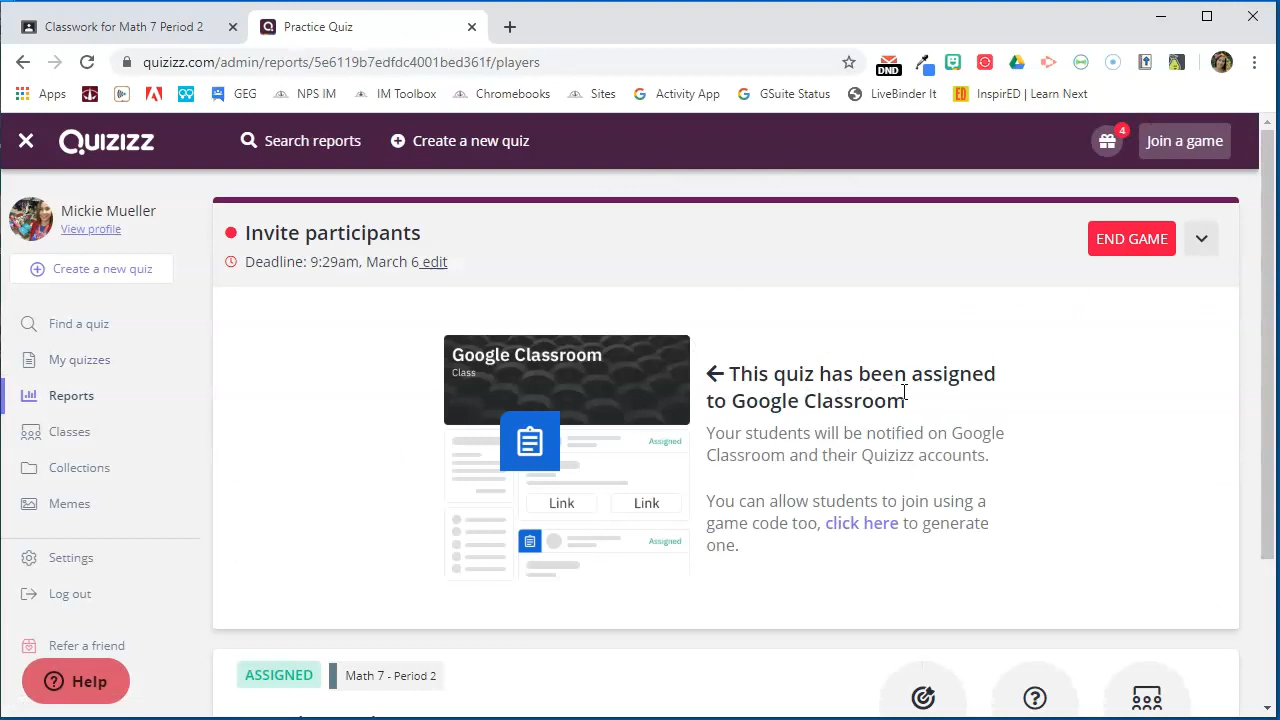 Classwork for Math 7 Period 2
Practice Quiz
quizizz.com/admin/reports/5e6119b7edfdc4001bed361f/players
DND
Apps
GEG
NPS IM
IM Toolbox
Chromebooks
Sites
Activity App
GSuite Status
LiveBinder It
ED
InspirED | Learn Next
QUIZIZZ
Search reports
Create a new quiz
4
Join a game
Mickie Mueller
View profile
Create a new quiz
Find a quiz
My quizzes
Reports
Classes
Collections
Memes
Settings
Log out
Refer a friend
Help
Invite participants
Deadline: 9:29am, March 6 edit
END GAME
Google Classroom
Class
Assigned
Link Link
Assigned
This quiz has been assigned
to Google Classroom
Your students will be notified on Google
Classroom and their Quizizz accounts.
You can allow students to join using a
game code too, click here to generate
one.
ASSIGNED
Math 7 - Period 2